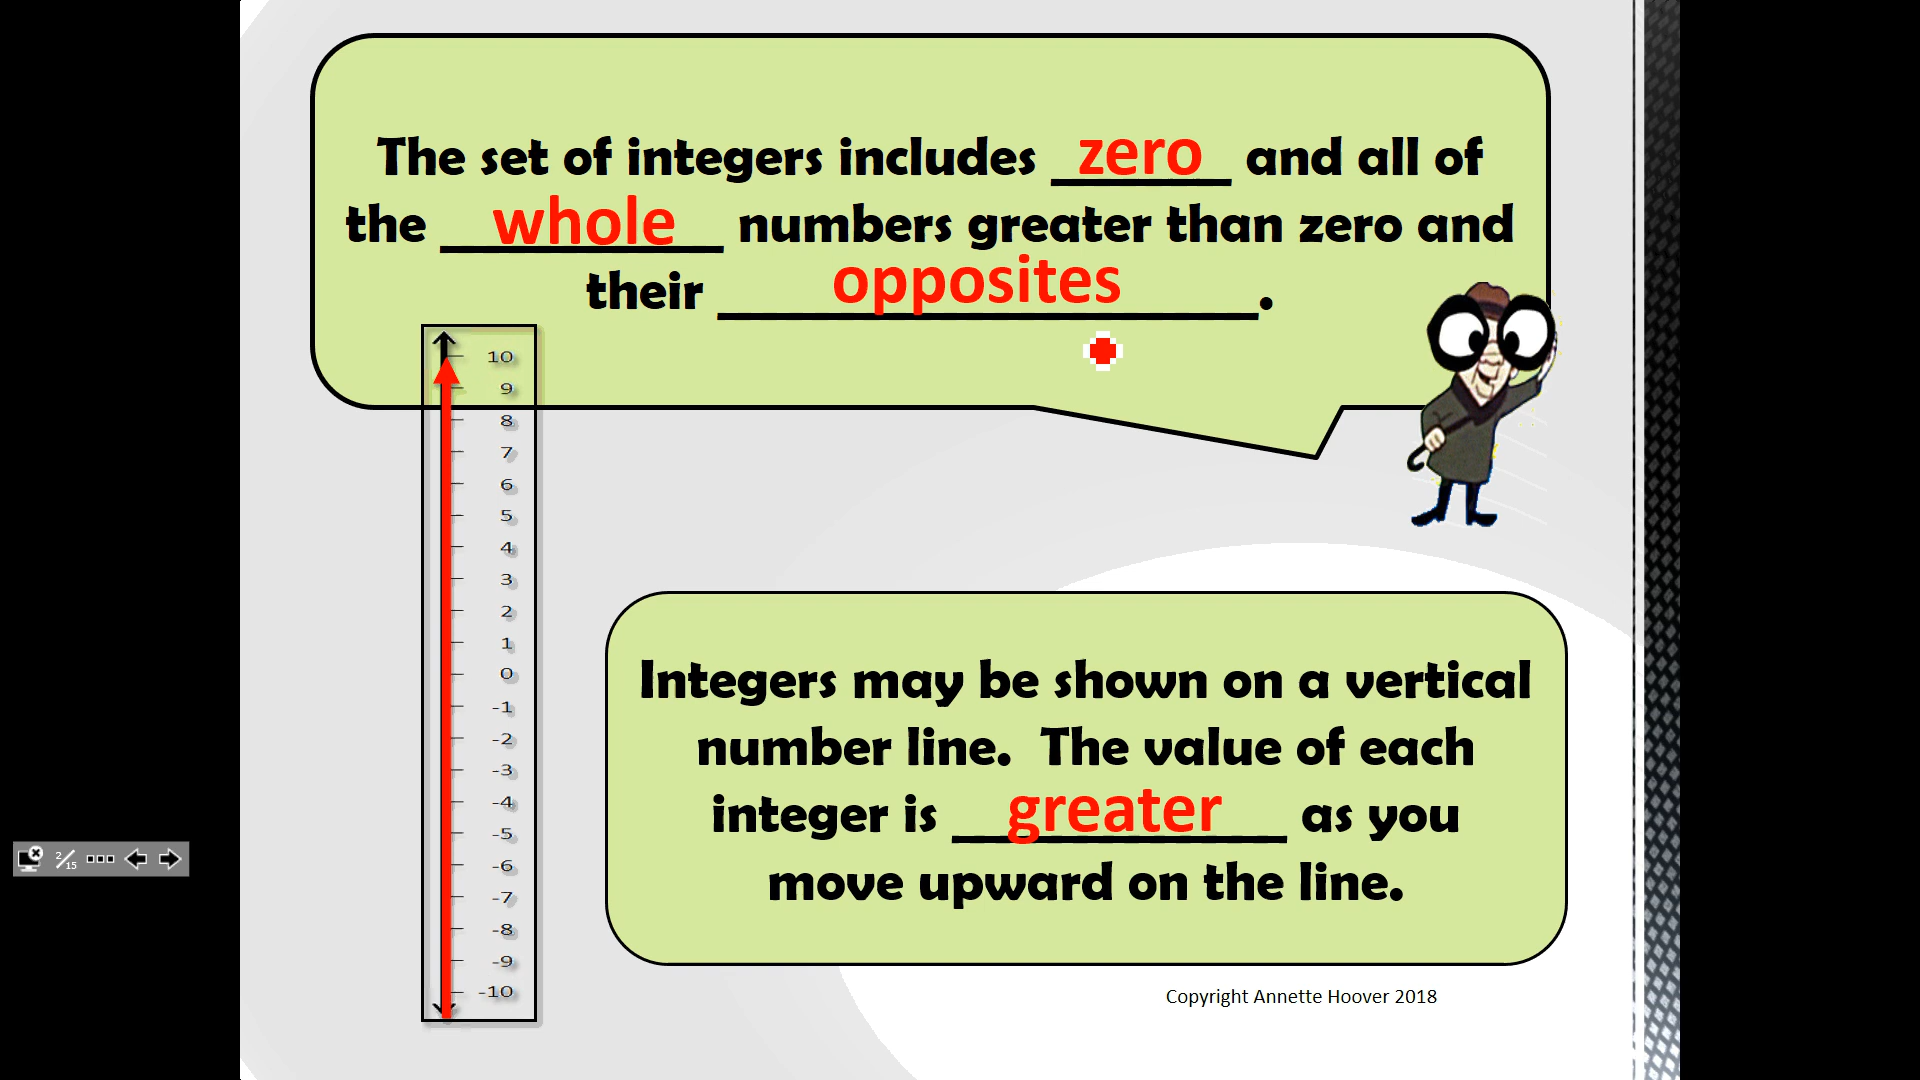 The set of integers includes zero and all of
the whole numbers greater than zero and
their opposites.
10
9
8
7
6
5
4
3
2
1
0
-1
-2
-3
-4
-5
-6
-7
-8
-9
-10
Integers may be shown on a vertical
number line. The value of each
integer is greater as you
move upward on the line.
2/15
Copyright Annette Hoover 2018